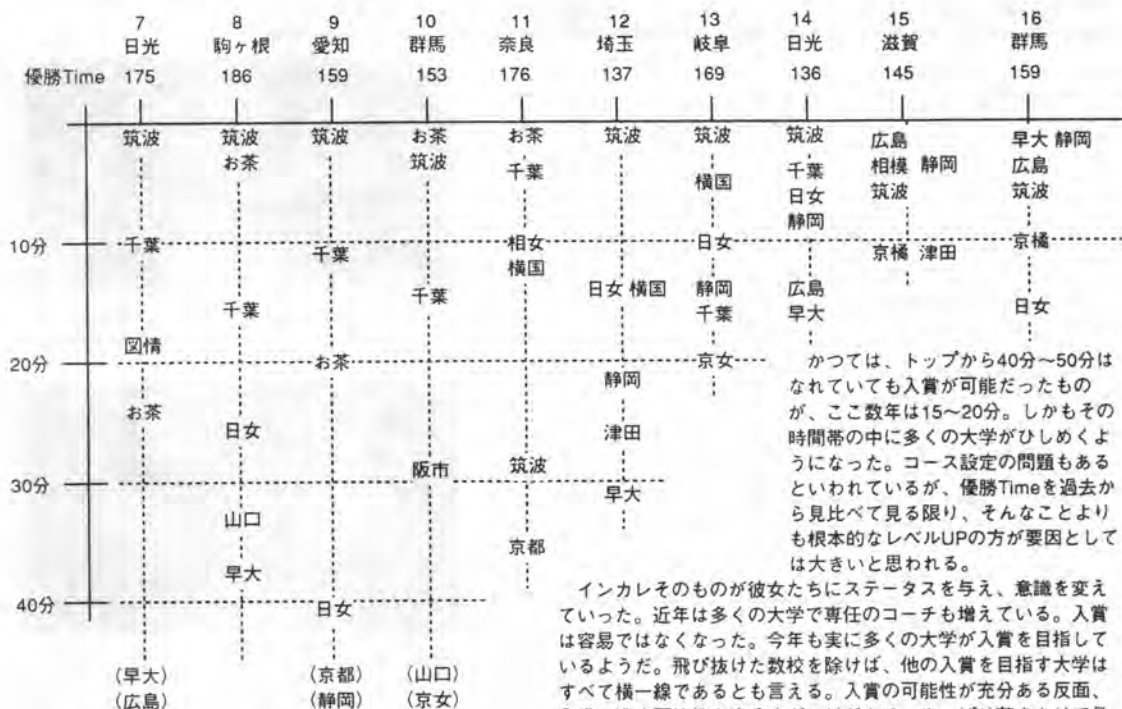 7 8 9 10 11 12 13 14 15 16
日光 駒ヶ根 愛知 群馬 奈良 埼玉 岐阜 日光 滋賀 群馬
優勝Time 175 186 159 153 176 137 169 136 145 159
筑波 筑波 筑波 お茶 お茶 筑波 筑波 筑波 広島 早大 静岡
お茶 筑波 千葉 横国 千葉 相模 静岡 広島
日女 筑波 筑波
静岡
10分 千葉 千葉 相女 日女 京橘 津田 京橘
横国
千葉 千葉 日女 横国 静岡 広島 日女
千葉 早大
図情
20分 お茶 京女
静岡
お茶
日女 津田
阪市 筑波
30分 早大
山口
京都
早大
40分 日女
(早大) (京都) (山口)
(広島) (静岡) (京女)
かつては、トップから40分〜50分は
なれていても入賞が可能だったもの
が、ここ数年は15〜20分。しかもその
時間帯の中に多くの大学がひしめくよ
うになった。コース設定の問題もある
といわれているが、優勝Timeを過去か
ら見比べて見る限り、そんなことより
も根本的なレベルUPの方が要因として
は大きいと思われる。
インカレそのものが彼女たちにステータスを与え、意識を変え
ていった。近年は多くの大学で専任のコーチも増えている。入賞
は容易ではなくなった。今年も実に多くの大学が入賞を目指して
いるようだ。飛び抜けた数校を除けば、他の入賞を目指す大学は
すべて横一線であるとも言える。入賞の可能性が充分ある反面、